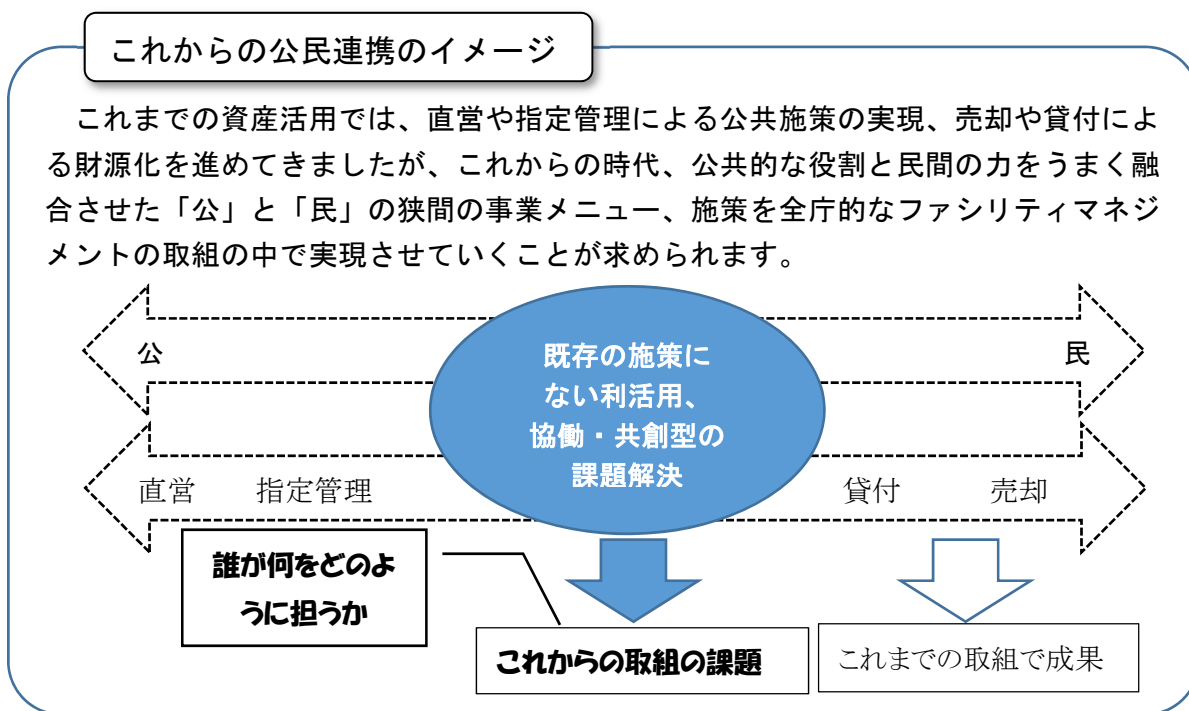 これからの公民連携のイメージ
これまでの資産活用では、直営や指定管理による公共施策の実現、売却や貸付によ
る財源化を進めてきましたが、これからの時代、公共的な役割と民間の力をうまく融
合させた「公」と「民」の狭間の事業メニュー、施策を全庁的なファシリティマネジ
メントの取組の中で実現させていくことが求められます。
公
民
既存の施策に
ない利活用、
協働・共創型の
課題解決
直営
指定管理
貸付
売却
誰が何をどのよ
うに担うか
これからの取組の課題
これまでの取組で成果